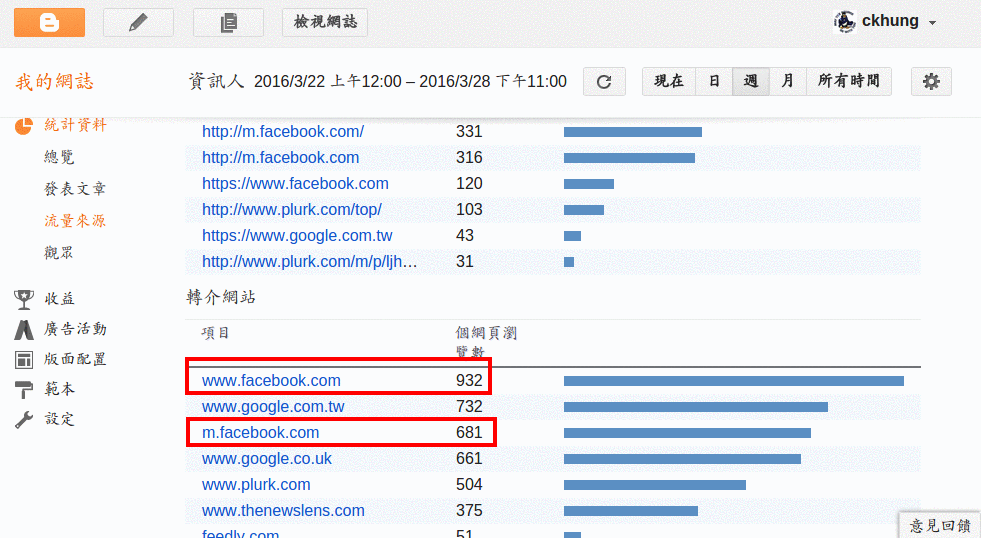 檢視網誌
ckhung
我的網誌
資訊人 2016/3/22 上午12:00 – 2016/3/28 下午11:00
現在 日 週 月 所有時間
統計資料
總覽
發表文章
流量來源
觀眾
收益
廣告活動
版面配置
範本
設定
http://m.facebook.com/ 331
http://m.facebook.com 316
https://www.facebook.com 120
http://www.plurk.com/top/ 103
https://www.google.com.tw 43
http://www.plurk.com/m/p/ljh… 31
轉介網站
項目 個網頁瀏
覽數
www.facebook.com 932
www.google.com.tw 732
m.facebook.com 681
www.google.co.uk 661
www.plurk.com 504
www.thenewslens.com 375
feedly.com 51
意見回饋